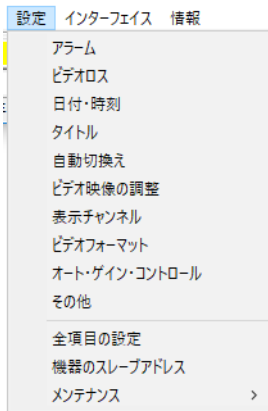 設定 インターフェイス 情報
アラーム
ビデオロス
日付・時刻
タイトル
自動切換え
ビデオ映像の調整
表示チャンネル
ビデオフォーマット
オート・ゲイン・コントロール
その他
全項目の設定
機器のスレーブアドレス
メンテナンス >